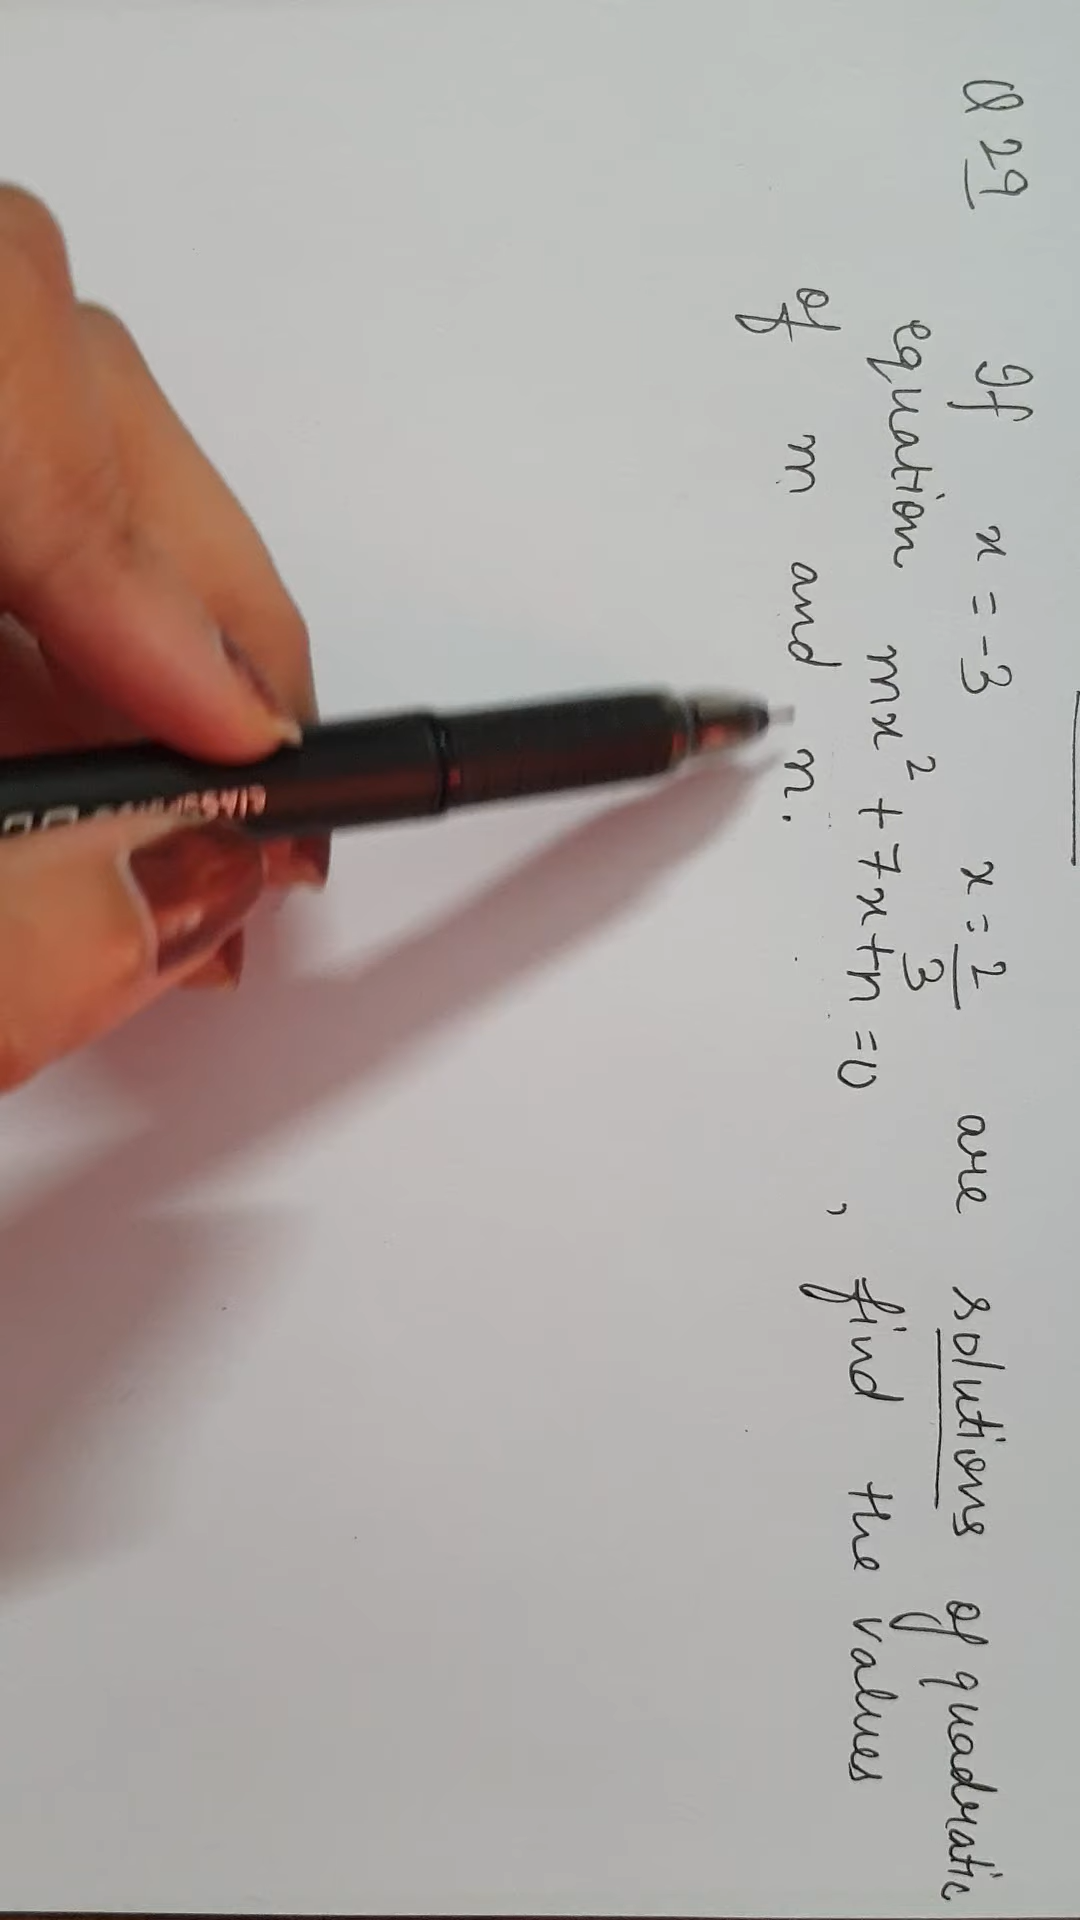 Q 29 If x = -3 x = 2/3 are solutions of quadratic
equation mx² + 7x + n = 0 , find the values
of m and n.